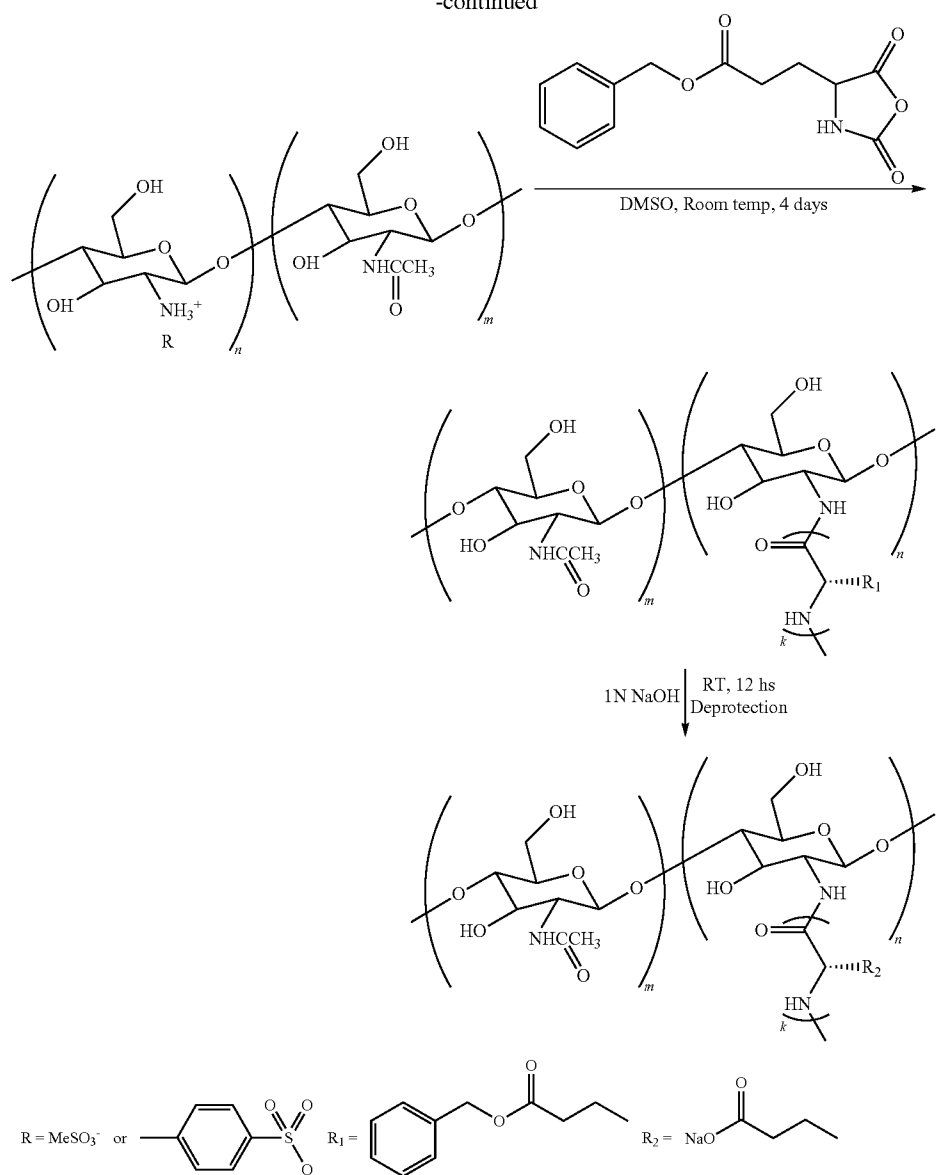 -continued
O
O
O
O
HN
O
OH
OH
O
O
O
O
OH
NH₃⁺
R
n
OH
NHCCH₃
O
m
DMSO, Room temp, 4 days
OH
OH
O
O
O
O
O
HO
NHCCH₃
O
m
HO
NH
n
O
R₁
HN
k
1N NaOH
RT, 12 hs
Deprotection
OH
OH
O
O
O
O
O
HO
NHCCH₃
O
m
HO
NH
n
O
R₂
HN
k
R = MeSO₃⁻ or
O O
S
O
R₁ =
O
O
R₂ =
O
NaO